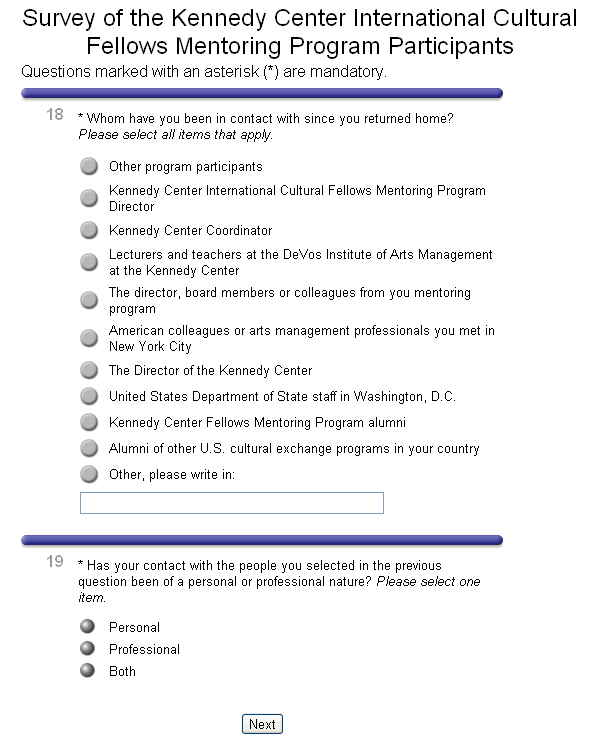 Survey of the Kennedy Center International Cultural
Fellows Mentoring Program Participants
Questions marked with an asterisk (*) are mandatory.
18
* Whom have you been in contact with since you returned home?
Please select all items that apply.
Other program participants
Kennedy Center International Cultural Fellows Mentoring Program
Director
Kennedy Center Coordinator
Lecturers and teachers at the DeVos Institute of Arts Management
at the Kennedy Center
The director, board members or colleagues from you mentoring
program
American colleagues or arts management professionals you met in
New York City
The Director of the Kennedy Center
United States Department of State staff in Washington, D.C.
Kennedy Center Fellows Mentoring Program alumni
Alumni of other U.S. cultural exchange programs in your country
Other, please write in:
19
* Has your contact with the people you selected in the previous
question been of a personal or professional nature? Please select one
item.
Personal
Professional
Both
Next